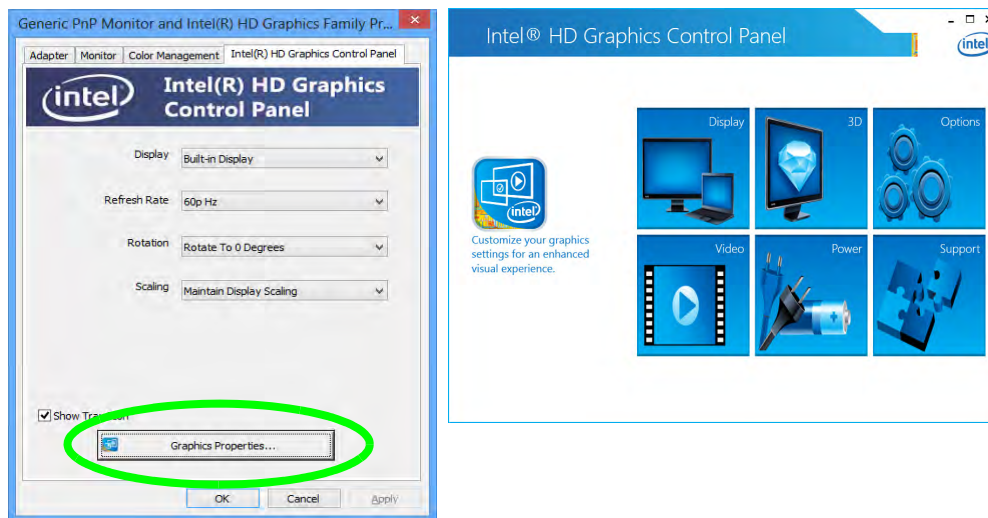 Generic PnP Monitor and Intel(R) HD Graphics Family Pr...
Adapter Monitor Color Management Intel(R) HD Graphics Control Panel
intel
Intel(R) HD Graphics
Control Panel
Display Built-in Display
Refresh Rate 60p Hz
Rotation Rotate To 0 Degrees
Scaling Maintain Display Scaling
Show
Graphics Properties...
OK Cancel Apply
Intel® HD Graphics Control Panel
intel
intel
Customize your graphics
settings for an enhanced
visual experience.
Display 3D Options
Video Power Support